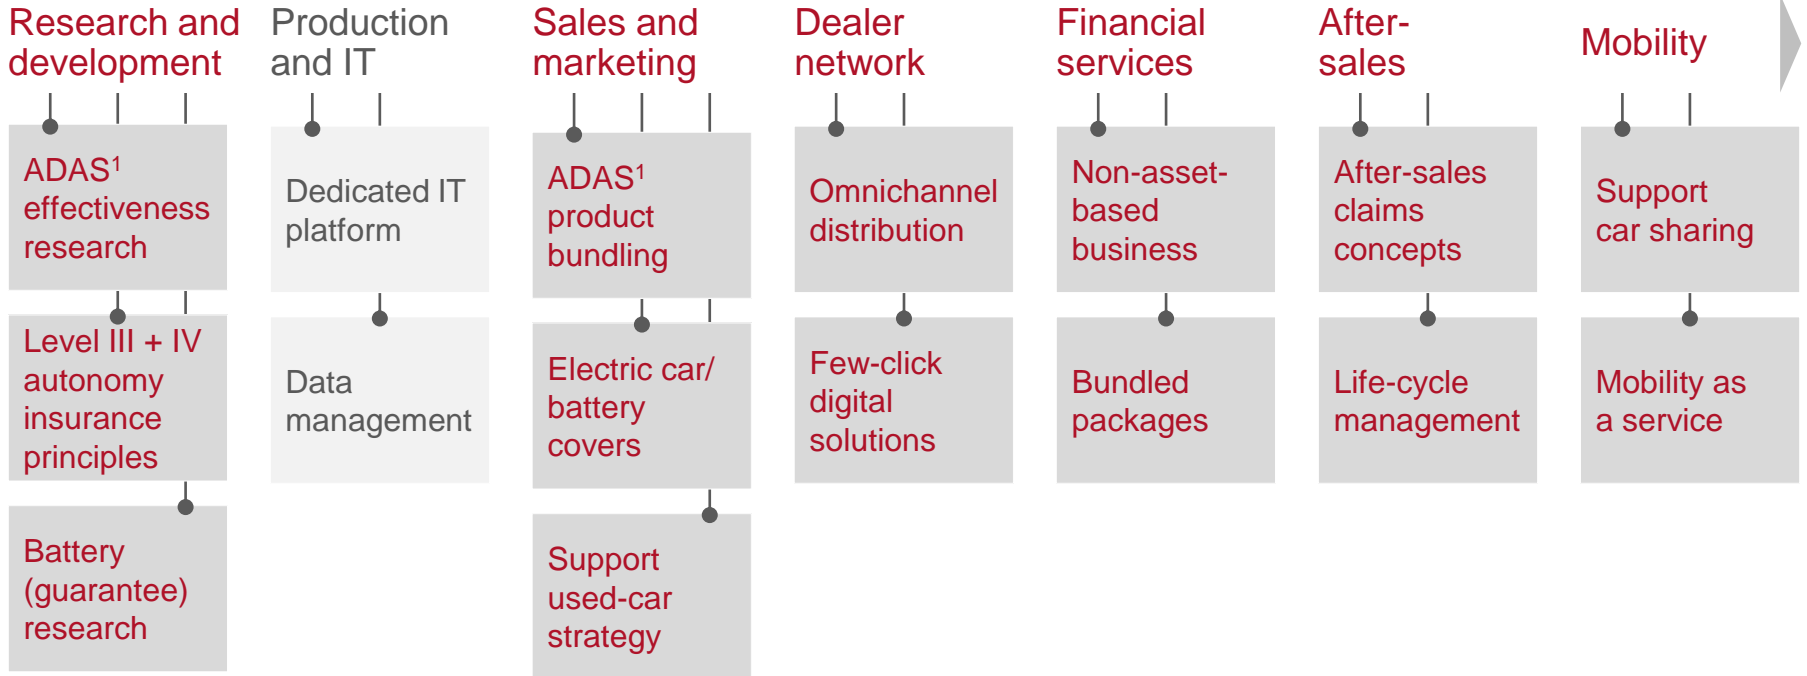 Research and
development
ADAS¹
effectiveness
research
Level III + IV
autonomy
insurance
principles
Battery
(guarantee)
research
Production
and IT
Dedicated IT
platform
Data
management
Sales and
marketing
ADAS¹
product
bundling
Electric car/
battery
covers
Support
used-car
strategy
Dealer
network
Omnichannel
distribution
Few-click
digital
solutions
Financial
services
Non-asset-
based
business
Bundled
packages
After-
sales
After-sales
claims
concepts
Life-cycle
management
Mobility
Support
car sharing
Mobility as
a service